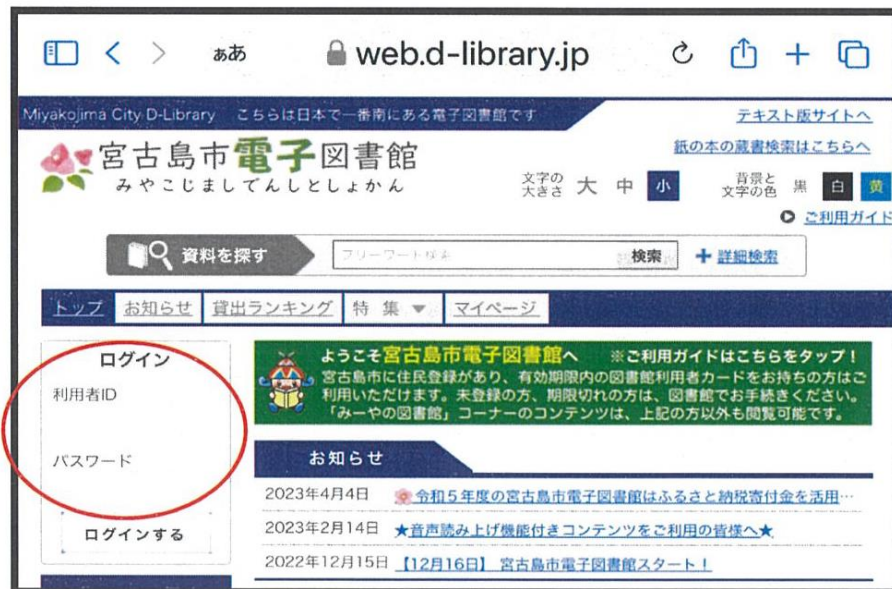 ぁあ web.d-library.jp
Miyakojima City D-Library こちらは日本で一番南にある電子図書館です テキスト版サイトへ
宮古島市電子図書館
みやこじましでんしとしょかん
紙の本の蔵書検索はこちらへ
文字の大きさ 大 中 小 背景と文字の色 黒 白 黄
ご利用ガイド
資料を探す フリーワード検索 検索 詳細検索
トップ お知らせ 貸出ランキング 特 集 ▼ マイページ
ログイン
利用者ID
パスワード
ログインする
ようこそ宮古島市電子図書館へ ※ご利用ガイドはこちらをタップ！
宮古島市に住民登録があり、有効期限内の図書館利用者カードをお持ちの方はご
利用いただけます。未登録の方、期限切れの方は、図書館でお手続きください。
「みーやの図書館」コーナーのコンテンツは、上記の方以外も閲覧可能です。
お知らせ
2023年4月4日 令和５年度の宮古島市電子図書館はふるさと納税寄付金を活用…
2023年2月14日 ★音声読み上げ機能付きコンテンツをご利用の皆様へ★
2022年12月15日 【12月16日】 宮古島市電子図書館スタート！